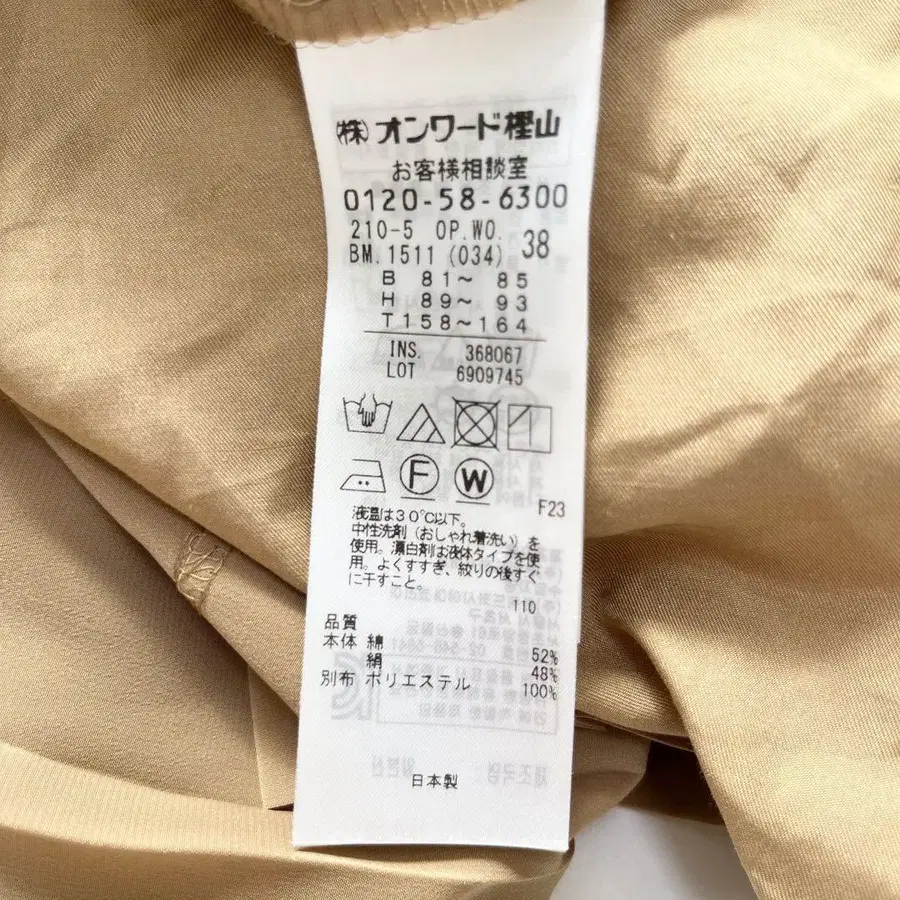 (株)オンワード樫山
お客様相談室
0120-58-6300
210-5 OP.WO. 38
BM.1511 (034)
B 81～ 85
H 89～ 93
T158～164
INS. 368067
LOT 6909745
F W
F23
液温は30℃以下。
中性洗剤(おしゃれ着洗い)を
使用。漂白剤は液体タイプを使
用。よくすすぎ、絞りの後すぐ
に干すこと。
110
品質
本体 綿 52%
絹 48%
別布 ポリエステル 100%
日本製